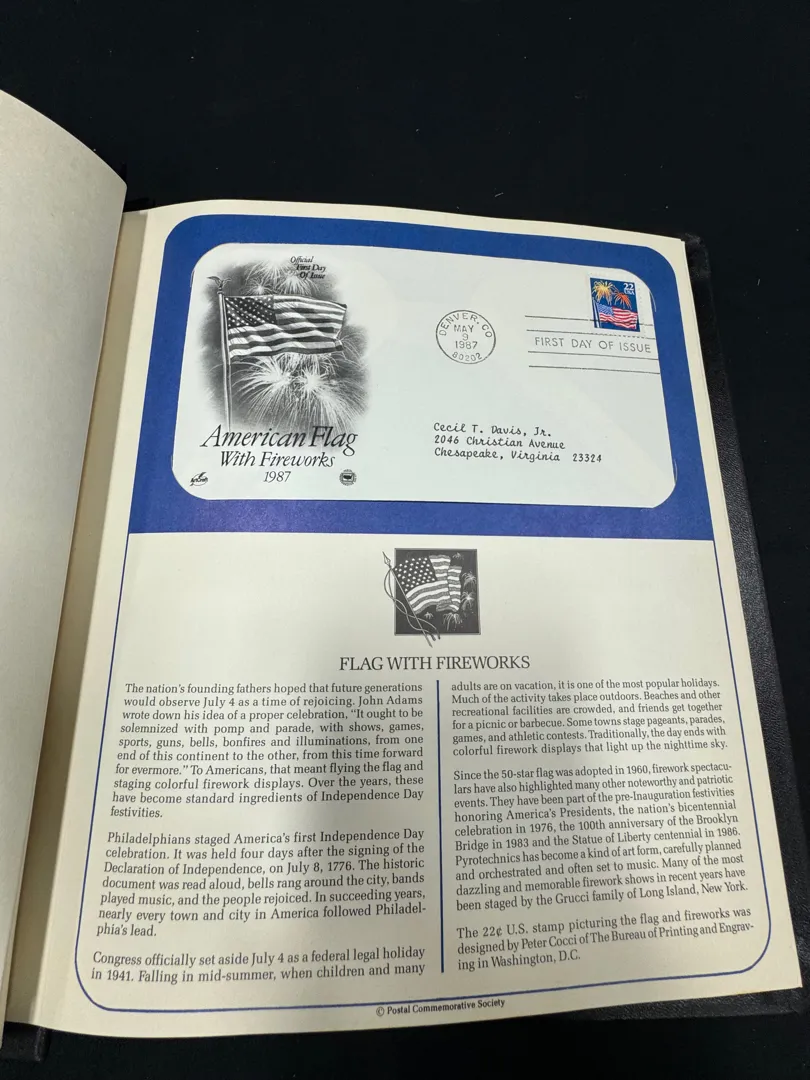 Official
First Day
Of Issue
22
USA
DENVER, CO
MAY
9
1987
80202
FIRST DAY OF ISSUE
Cecil T. Davis, Jr.
2046 Christian Avenue
Chesapeake, Virginia 23324
American Flag
With Fireworks
1987
Artcraft
FLAG WITH FIREWORKS
The nation's founding fathers hoped that future generations
would observe July 4 as a time of rejoicing. John Adams
wrote down his idea of a proper celebration, "It ought to be
solemnized with pomp and parade, with shows, games,
sports, guns, bells, bonfires and illuminations, from one
end of this continent to the other, from this time forward
for evermore." To Americans, that meant flying the flag and
staging colorful firework displays. Over the years, these
have become standard ingredients of Independence Day
festivities.
Philadelphians staged America's first Independence Day
celebration. It was held four days after the signing of the
Declaration of Independence, on July 8, 1776. The historic
document was read aloud, bells rang around the city, bands
played music, and the people rejoiced. In succeeding years,
nearly every town and city in America followed Philadel-
phia's lead.
Congress officially set aside July 4 as a federal legal holiday
in 1941. Falling in mid-summer, when children and many
adults are on vacation, it is one of the most popular holidays.
Much of the activity takes place outdoors. Beaches and other
recreational facilities are crowded, and friends get together
for a picnic or barbecue. Some towns stage pageants, parades,
games, and athletic contests. Traditionally, the day ends with
colorful firework displays that light up the nighttime sky.
Since the 50-star flag was adopted in 1960, firework spectacu-
lars have also highlighted many other noteworthy and patriotic
events. They have been part of the pre-Inauguration festivities
honoring America's Presidents, the nation's bicentennial
celebration in 1976, the 100th anniversary of the Brooklyn
Bridge in 1983 and the Statue of Liberty centennial in 1986.
Pyrotechnics has become a kind of art form, carefully planned
and orchestrated and often set to music. Many of the most
dazzling and memorable firework shows in recent years have
been staged by the Grucci family of Long Island, New York.
The 22¢ U.S. stamp picturing the flag and fireworks was
designed by Peter Cocci of The Bureau of Printing and Engrav-
ing in Washington, D.C.
© Postal Commemorative Society